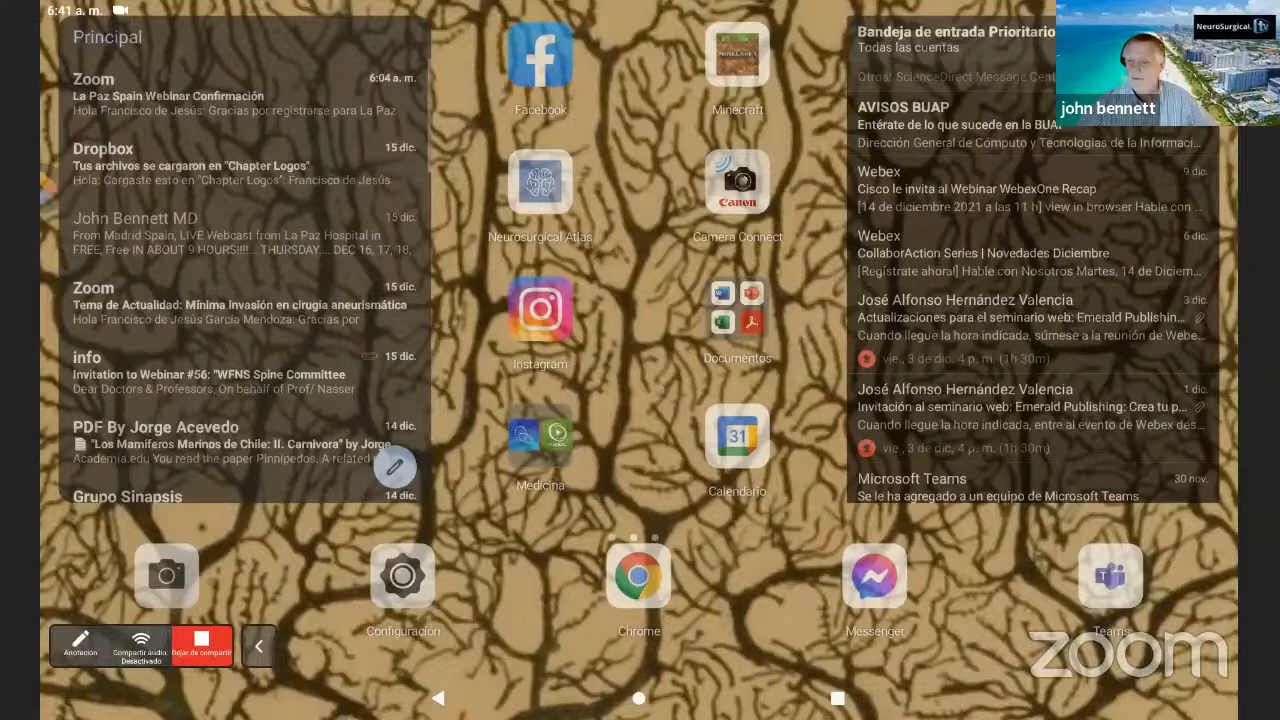 6:41 a. m.
Principal
Zoom 6:04 a. m.
La Paz Spain Webinar Confirmación
Hola Francisco de Jesús: Gracias por registrarse para La Paz
Dropbox 15 dic.
Tus archivos se cargaron en "Chapter Logos"
Hola: Cargaste esto en "Chapter Logos": Francisco de Jesús
John Bennett MD 15 dic.
From Madrid Spain, LIVE Webcast from La Paz Hospital in
FREE, Free IN ABOUT 9 HOURS!!!!... THURSDAY.... DEC 16, 17, 18,
Zoom 15 dic.
Tema de Actualidad: Mínima invasión en cirugía aneurismática
Hola Francisco de Jesús García Mendoza: Gracias por
info 15 dic.
Invitation to Webinar #56: "WFNS Spine Committee
Dear Doctors & Professors, On behalf of Prof/ Nasser
PDF By Jorge Acevedo 14 dic.
"Los Mamíferos Marinos de Chile: II. Carnivora" by Jorge
Academia.edu You read the paper Pinnípedos. A related
Grupo Sinapsis 14 dic.
Facebook
Minecraft
Neurosurgical Atlas
Canon
Camera Connect
Instagram
Documentos
Medicina
31
Calendario
Bandeja de entrada Prioritario
Todas las cuentas
Otros: ScienceDirect Message Cent
AVISOS BUAP
Entérate de lo que sucede en la BUA
Dirección General de Cómputo y Tecnologías de la Informaci...
Webex 9 dic.
Cisco le invita al Webinar WebexOne Recap
[14 de diciembre 2021 a las 11 h] view in browser Hable con ...
Webex 6 dic.
CollaborAction Series | Novedades Diciembre
[Regístrate ahora!] Hable con Nosotros Martes, 14 de Diciem...
José Alfonso Hernández Valencia 3 dic.
Actualizaciones para el seminario web: Emerald Publishin...
Cuando llegue la hora indicada, súmese a la reunión de Webe...
vie., 3 de dic. 4 p. m. (1h 30m)
José Alfonso Hernández Valencia 1 dic.
Invitación al seminario web: Emerald Publishing: Crea tu p...
Cuando llegue la hora indicada, entre al evento de Webex des...
vie., 3 de dic. 4 p. m. (1h 30m)
Microsoft Teams 30 nov.
Se le ha agregado a un equipo de Microsoft Teams
NeuroSurgical.tv
john bennett
Configuración
Chrome
Messenger
Teams
Anotación
Compartir audio: Desactivado
Dejar de compartir
zoom